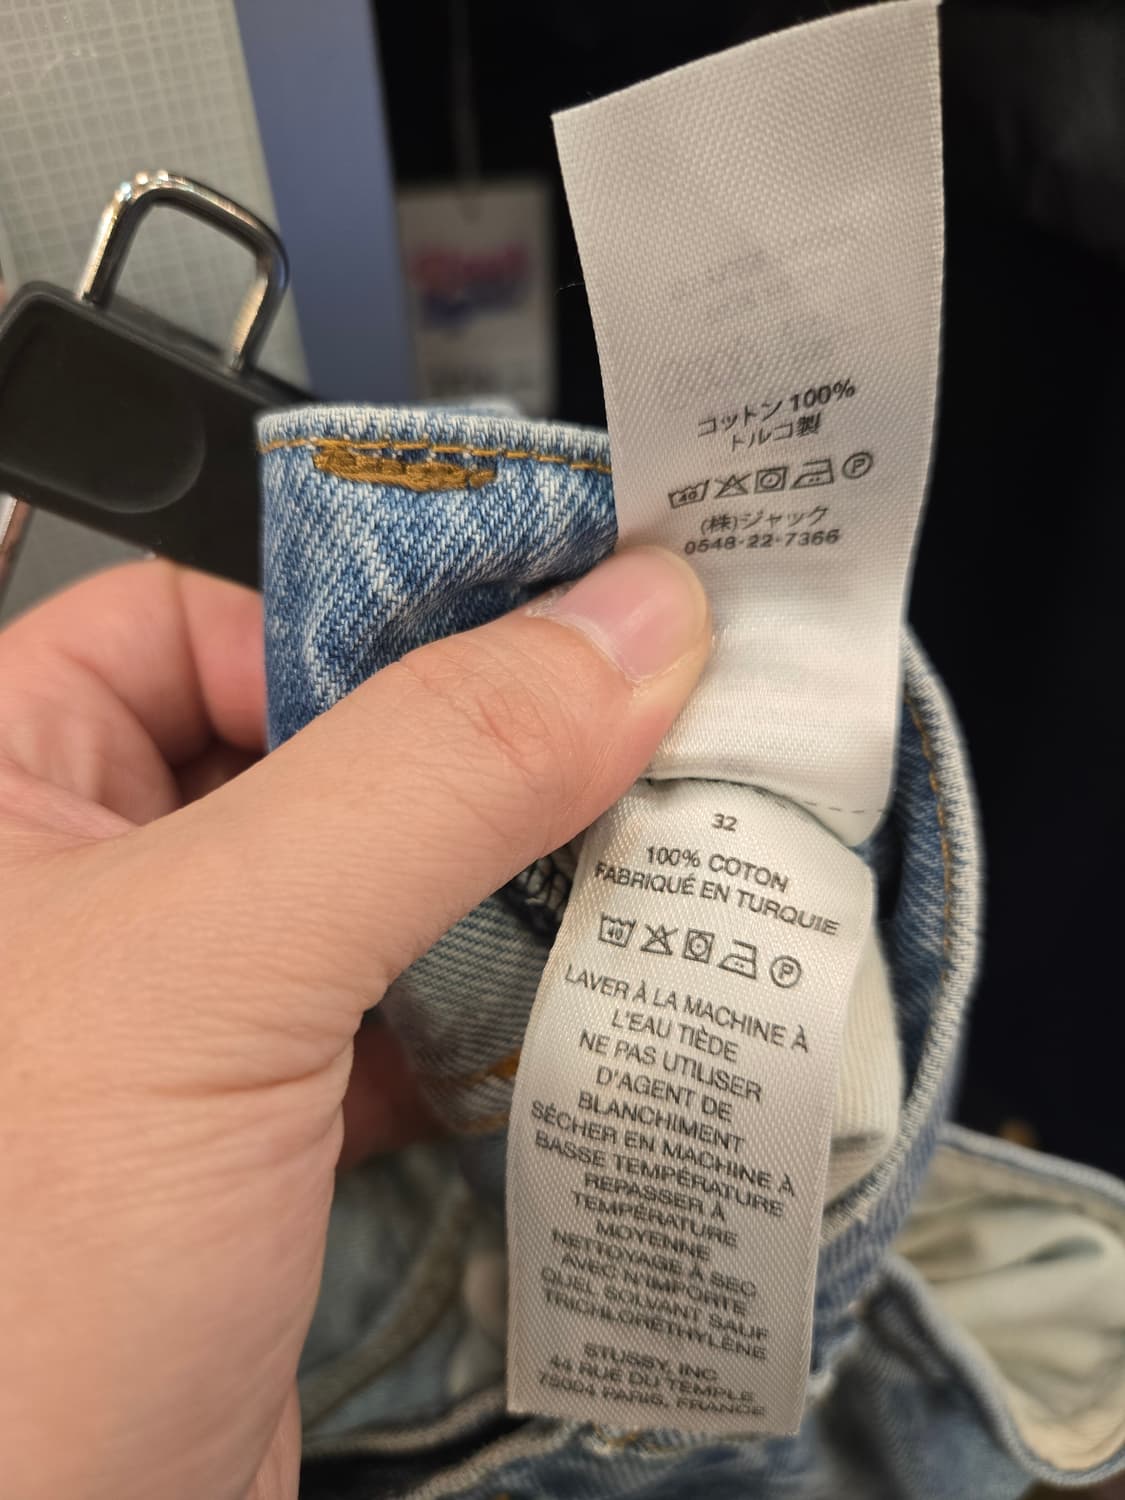 コットン 100%
トルコ製
40 P
(株)ジャック
0548-22-7366
32
100% COTON
FABRIQUÉ EN TURQUIE
40 P
LAVER À LA MACHINE À
L'EAU TIÈDE
NE PAS UTILISER
D'AGENT DE
BLANCHIMENT
SÉCHER EN MACHINE À
BASSE TEMPÉRATURE
REPASSER À
TEMPÉRATURE
MOYENNE
NETTOYAGE À SEC
AVEC N'IMPORTE
QUEL SOLVANT SAUF
TRICHLORÉTHYLÈNE
STUSSY, INC
44 RUE DU TEMPLE
75004 PARIS, FRANCE